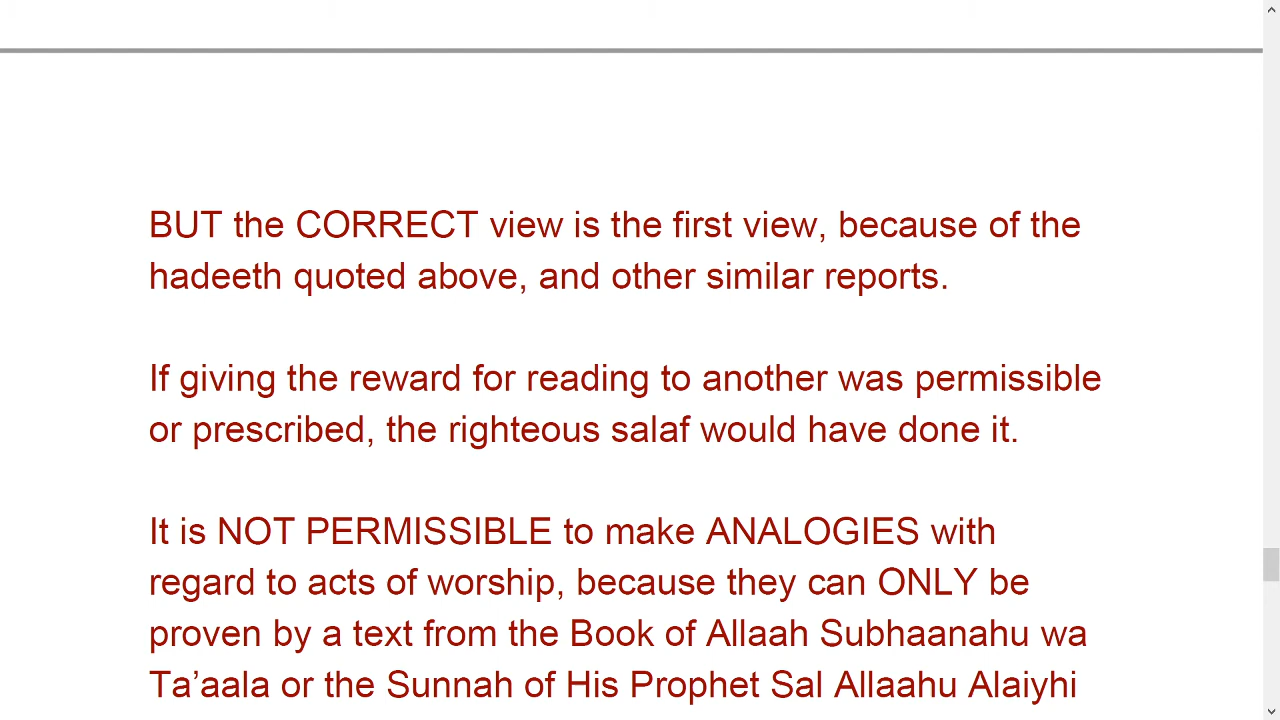 BUT the CORRECT view is the first view, because of the
hadeeth quoted above, and other similar reports.
If giving the reward for reading to another was permissible
or prescribed, the righteous salaf would have done it.
It is NOT PERMISSIBLE to make ANALOGIES with
regard to acts of worship, because they can ONLY be
proven by a text from the Book of Allaah Subhaanahu wa
Ta’aala or the Sunnah of His Prophet Sal Allaahu Alaiyhi